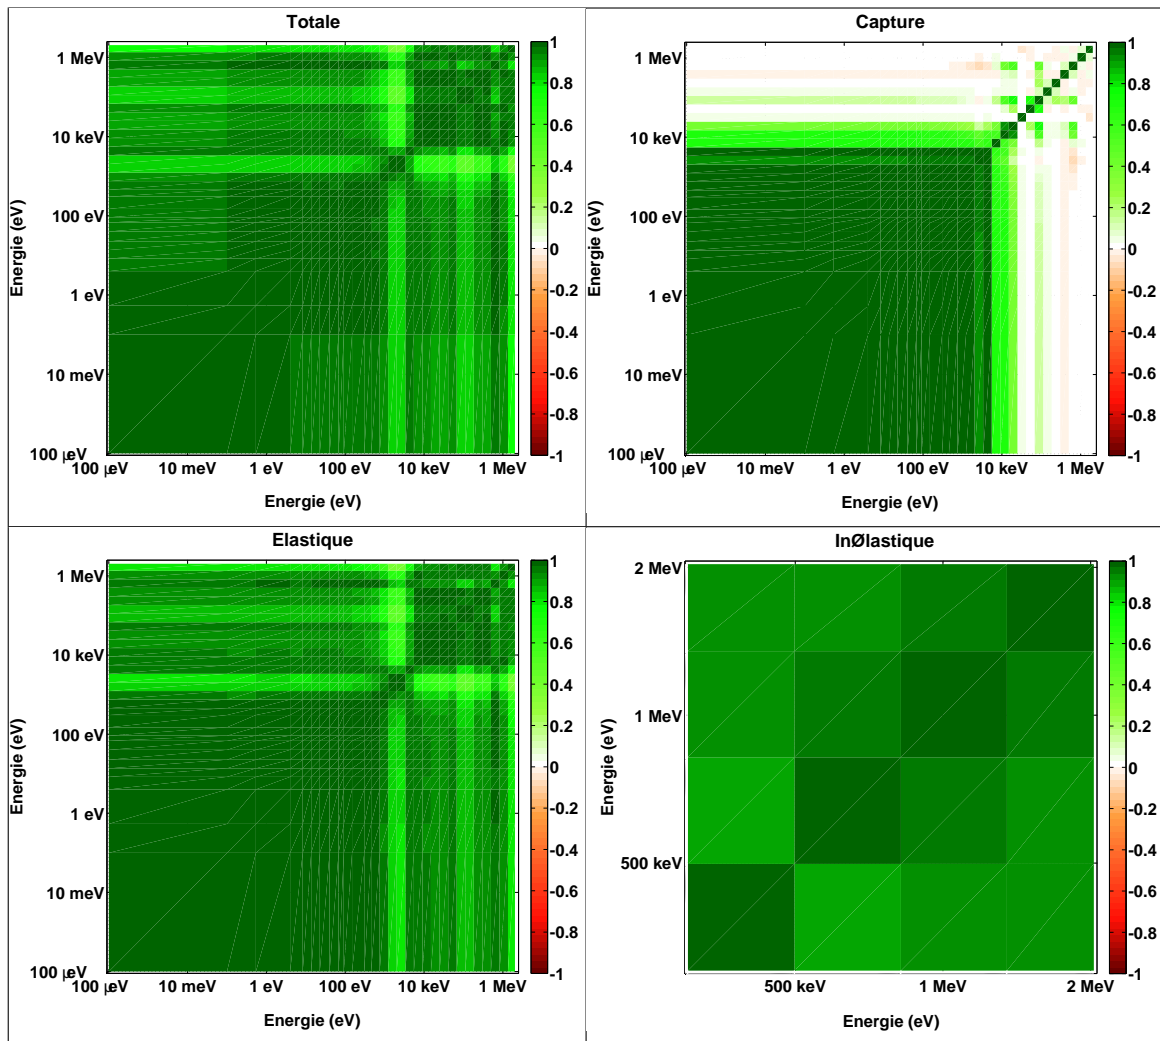 Totale
1 MeV
10 keV
100 eV
1 eV
10 meV
100 µeV
Energie (eV)
100 µeV 10 meV 1 eV 100 eV 10 keV 1 MeV
Energie (eV)
1
0.8
0.6
0.4
0.2
0
-0.2
-0.4
-0.6
-0.8
-1
Capture
1 MeV
10 keV
100 eV
1 eV
10 meV
100 µeV
Energie (eV)
100 µeV 10 meV 1 eV 100 eV 10 keV 1 MeV
Energie (eV)
1
0.8
0.6
0.4
0.2
0
-0.2
-0.4
-0.6
-0.8
-1
Elastique
1 MeV
10 keV
100 eV
1 eV
10 meV
100 µeV
Energie (eV)
100 µeV 10 meV 1 eV 100 eV 10 keV 1 MeV
Energie (eV)
1
0.8
0.6
0.4
0.2
0
-0.2
-0.4
-0.6
-0.8
-1
InØlastique
2 MeV
1 MeV
500 keV
Energie (eV)
500 keV 1 MeV 2 MeV
Energie (eV)
1
0.8
0.6
0.4
0.2
0
-0.2
-0.4
-0.6
-0.8
-1